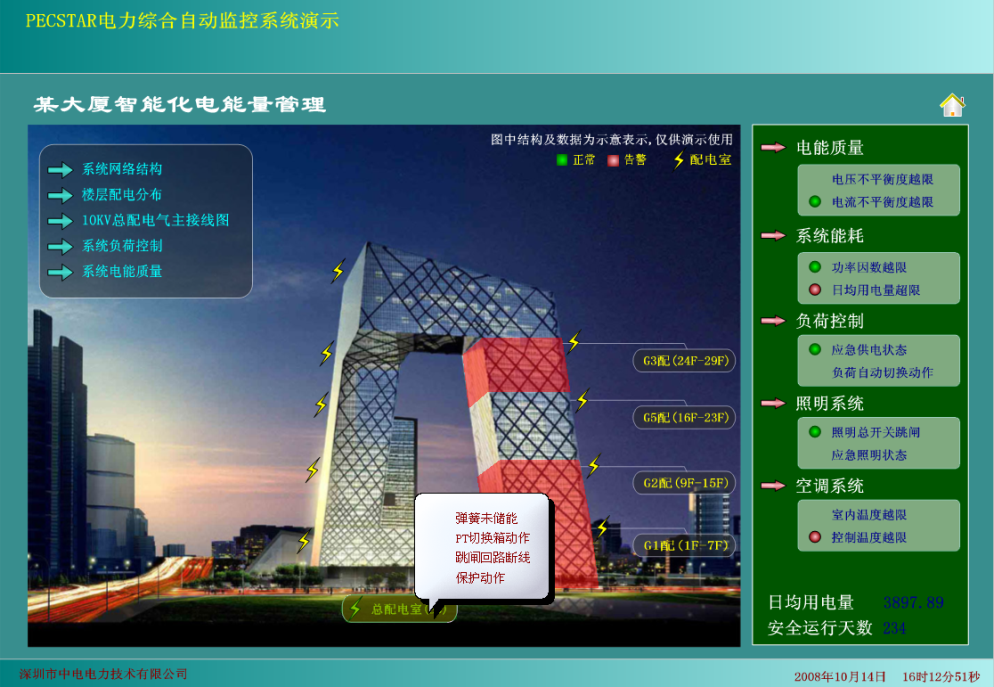 PECSTAR电力综合自动监控系统演示
某大厦智能化电能量管理
图中结构及数据为示意表示,仅供演示使用
正常 告警 配电室
系统网络结构
楼层配电分布
10KV总配电气主接线图
系统负荷控制
系统电能质量
G3配(24F-29F)
G5配(16F-23F)
G2配(9F-15F)
G1配(1F-7F)
弹簧未储能
PT切换箱动作
跳闸回路断线
保护动作
总配电室
电能质量
电压不平衡度越限
电流不平衡度越限
系统能耗
功率因数越限
日均用电量超限
负荷控制
应急供电状态
负荷自动切换动作
照明系统
照明总开关跳闸
应急照明状态
空调系统
室内温度越限
控制温度越限
日均用电量 3897.89
安全运行天数 234
深圳市中电电力技术有限公司
2008年10月14日 16时12分51秒